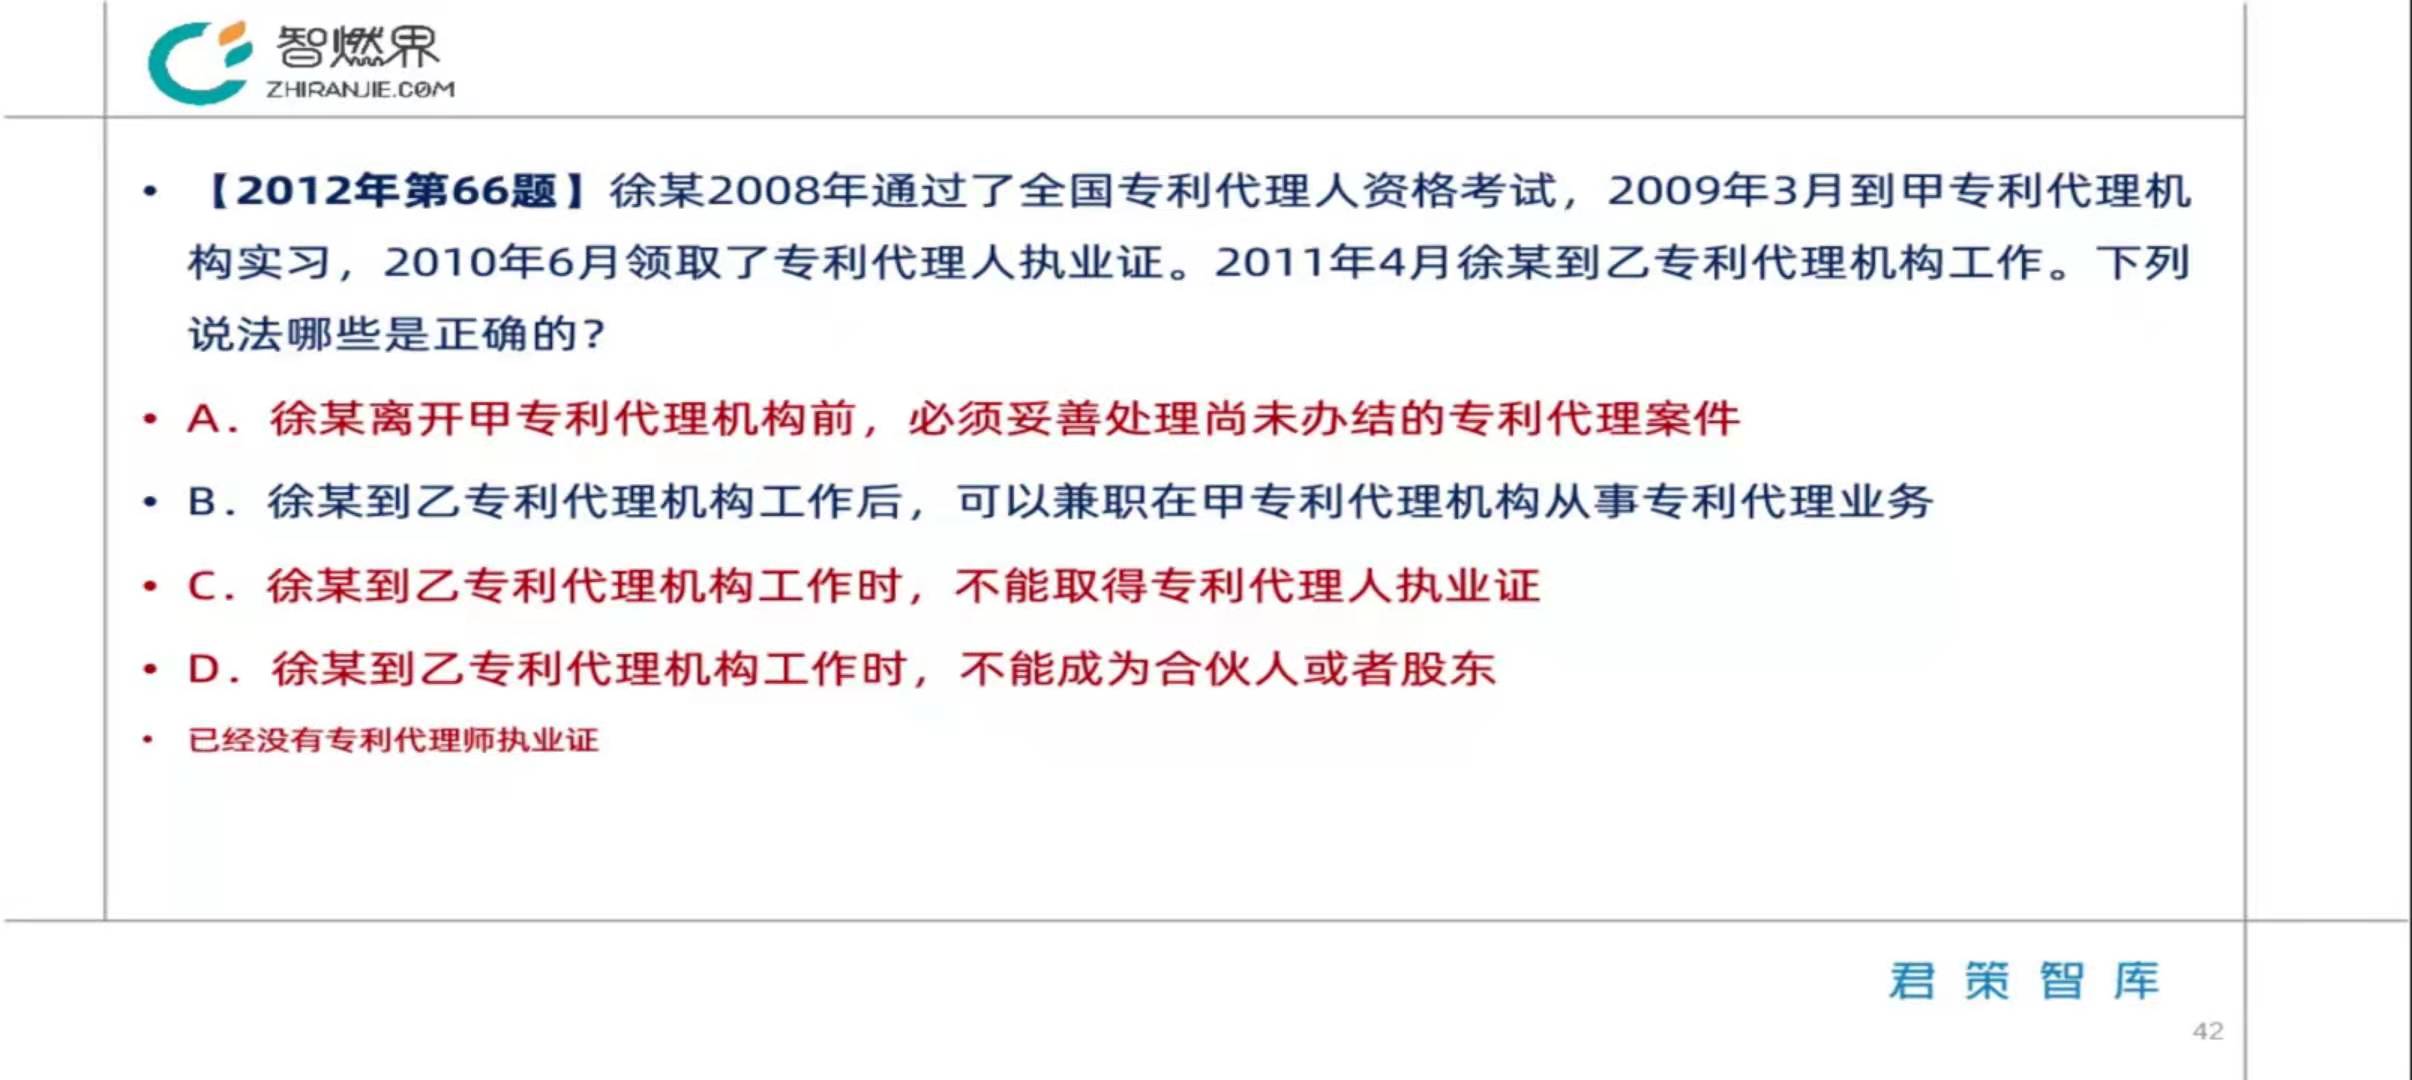 智燃界
ZHIRANJIE.COM
• 【2012年第66题】徐某2008年通过了全国专利代理人资格考试，2009年3月到甲专利代理机
构实习，2010年6月领取了专利代理人执业证。2011年4月徐某到乙专利代理机构工作。下列
说法哪些是正确的?
• A．徐某离开甲专利代理机构前，必须妥善处理尚未办结的专利代理案件
• B．徐某到乙专利代理机构工作后，可以兼职在甲专利代理机构从事专利代理业务
• C．徐某到乙专利代理机构工作时，不能取得专利代理人执业证
• D．徐某到乙专利代理机构工作时，不能成为合伙人或者股东
• 已经没有专利代理师执业证
君策智库
42